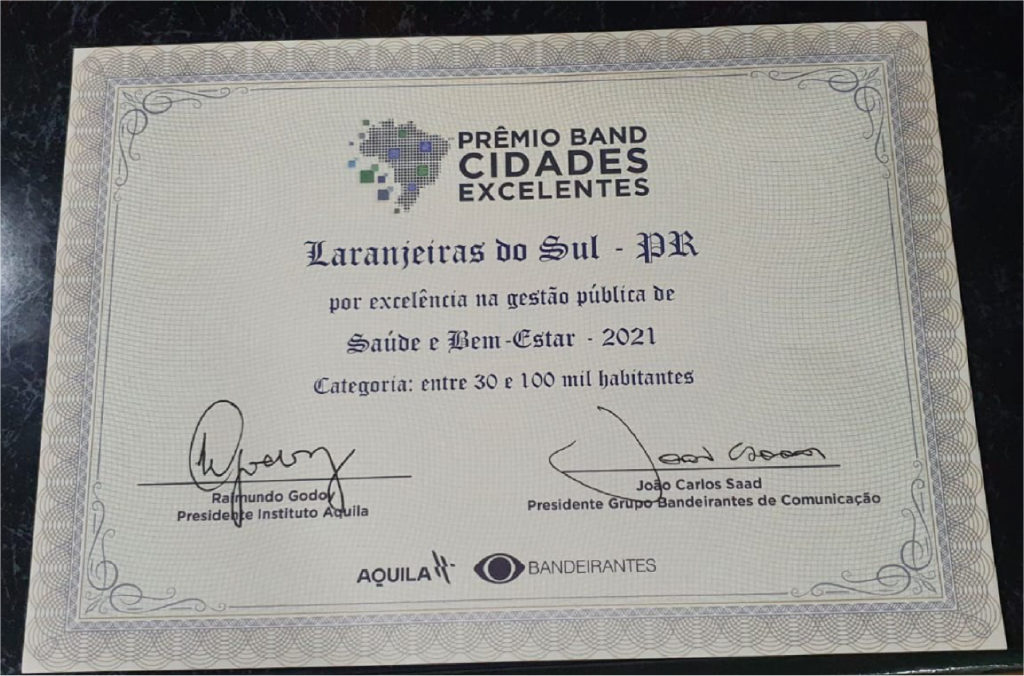 PRÊMIO BAND
CIDADES
EXCELENTES
Laranjeiras do Sul - PR
por excelência na gestão pública de
Saúde e Bem-Estar - 2021
Categoria: entre 30 e 100 mil habitantes
Raimundo Godoy
Presidente Instituto Aquila
João Carlos Saad
Presidente Grupo Bandeirantes de Comunicação
AQUILA
BANDEIRANTES